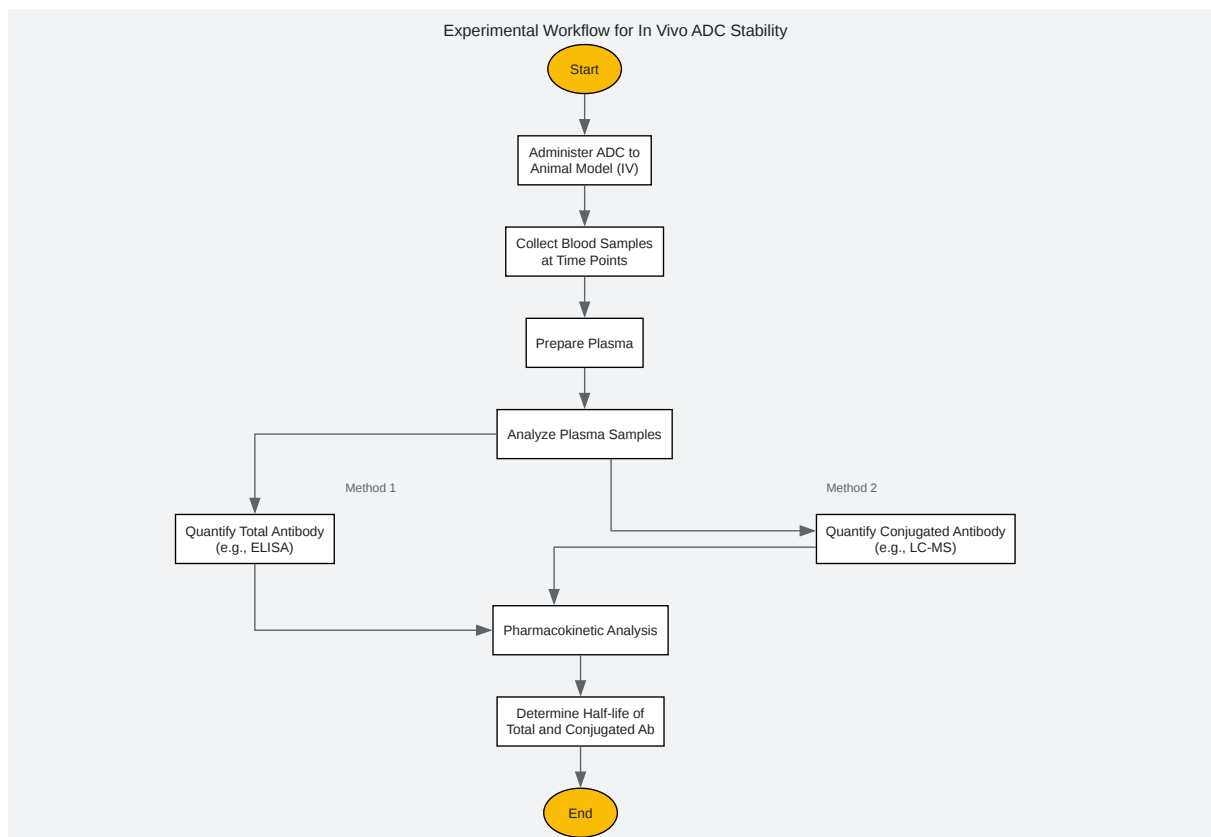 Experimental Workflow for In Vivo ADC Stability
Start
Administer ADC to
Animal Model (IV)
Collect Blood Samples
at Time Points
Prepare Plasma
Analyze Plasma Samples
Method 1
Method 2
Quantify Total Antibody
(e.g., ELISA)
Quantify Conjugated Antibody
(e.g., LC-MS)
Pharmacokinetic Analysis
Determine Half-life of
Total and Conjugated Ab
End